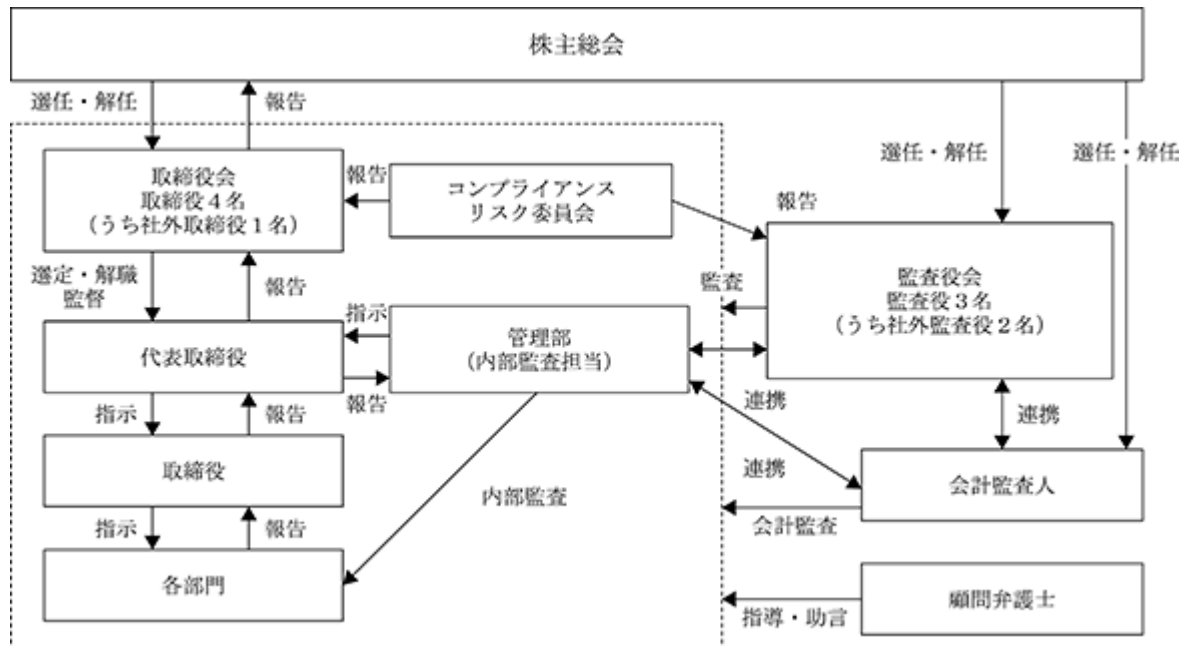 株主総会
選任・解任
報告
選任・解任
選任・解任
取締役会
取締役4名
(うち社外取締役1名)
報告
コンプライアンス
リスク委員会
報告
監査役会
監査役3名
(うち社外監査役2名)
選定・解職
監督
報告
監査
代表取締役
指示
報告
管理部
(内部監査担当)
連携
連携
指示
報告
取締役
連携
会計監査人
内部監査
会計監査
指示
報告
各部門
顧問弁護士
指導・助言